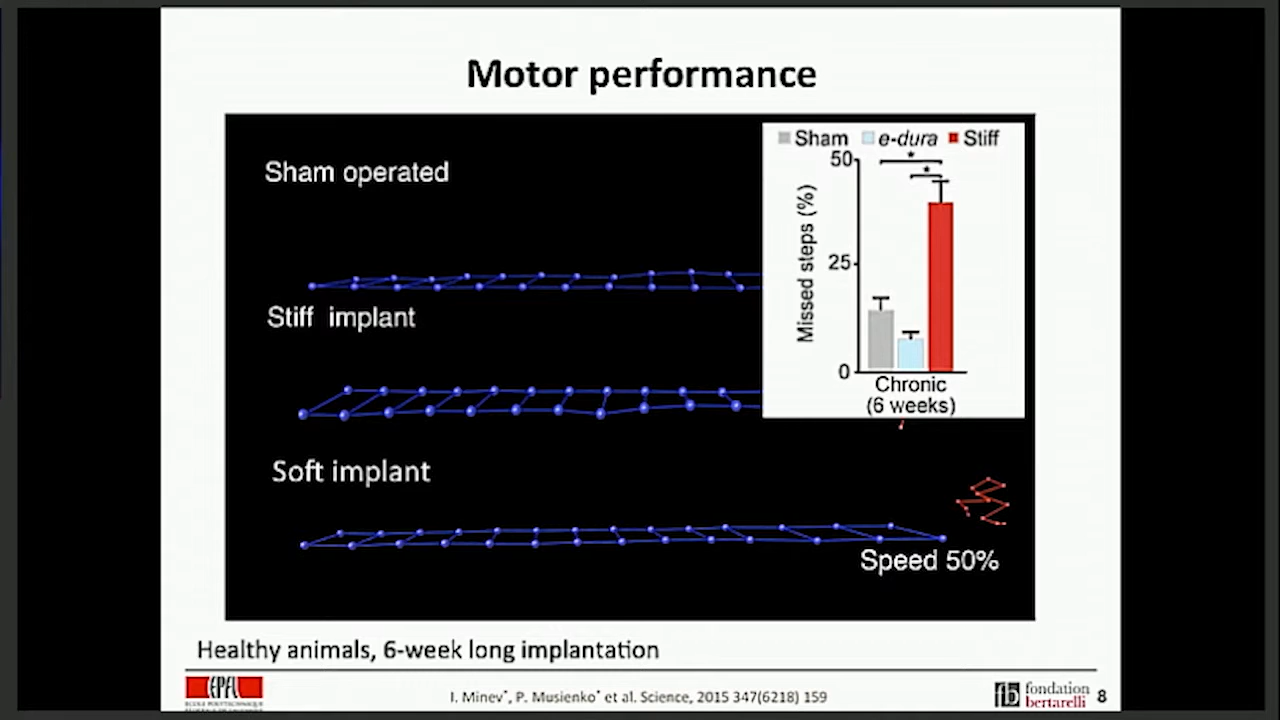 Motor performance
Sham operated
Sham e-dura Stiff
50
*
*
25
0
Missed steps (%)
Chronic
(6 weeks)
Stiff implant
Soft implant
Speed 50%
Healthy animals, 6-week long implantation
EPFL
I. Minev*, P. Musienko* et al. Science, 2015 347(6218) 159
fb fondation
bertarelli
8